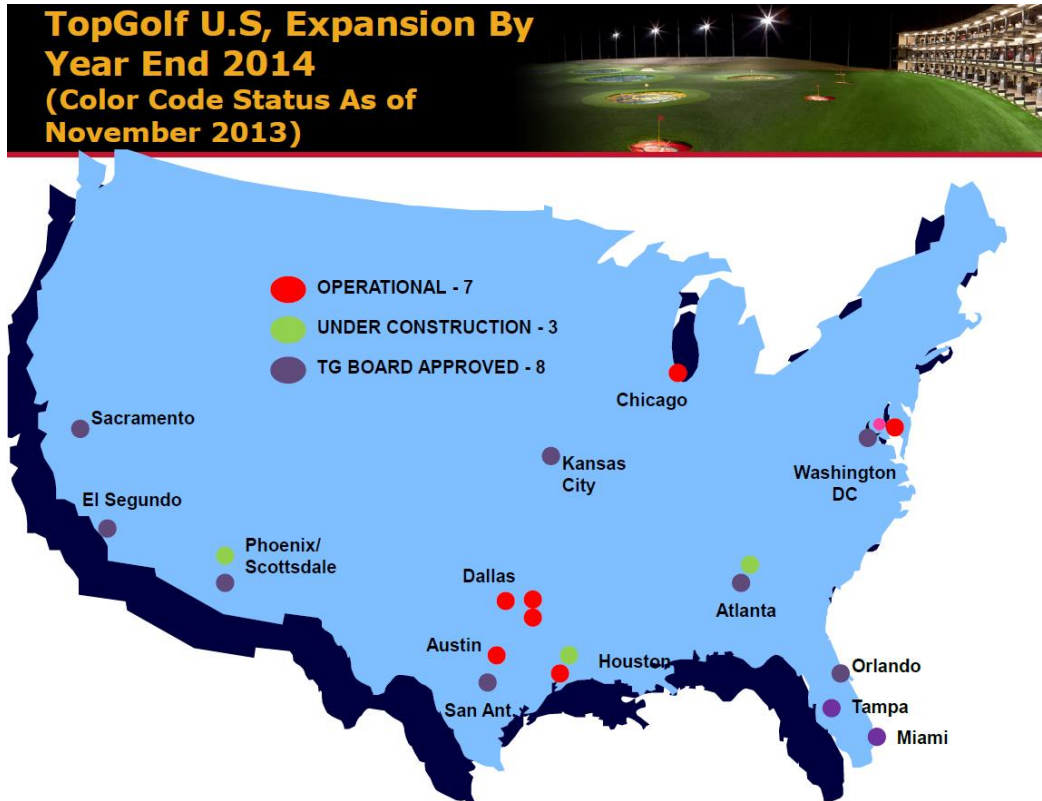 TopGolf U.S, Expansion By
Year End 2014
(Color Code Status As of
November 2013)
OPERATIONAL - 7
UNDER CONSTRUCTION - 3
TG BOARD APPROVED - 8
Chicago
Sacramento
Kansas
City
Washington
DC
El Segundo
Phoenix/
Scottsdale
Dallas
Atlanta
Austin
Houston
Orlando
San Ant.
Tampa
Miami